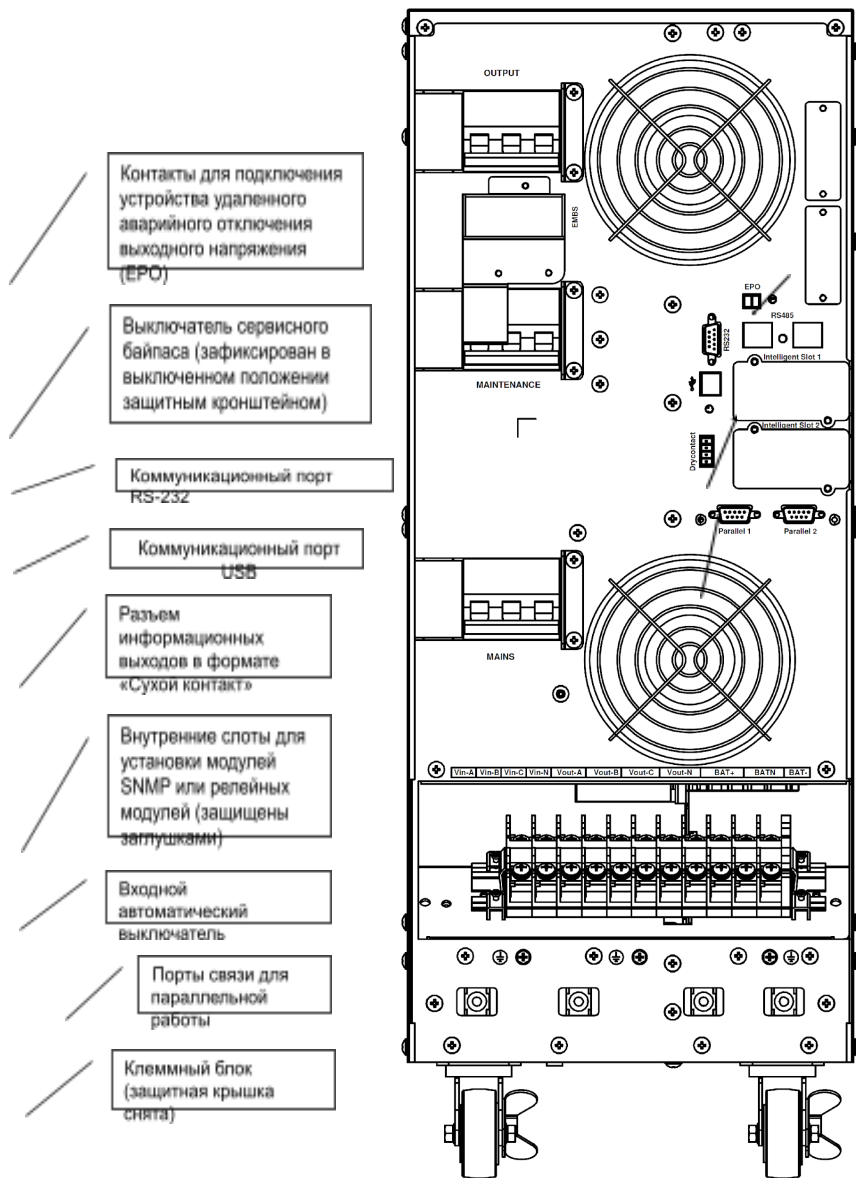 Контакты для подключения
устройства удаленного
аварийного отключения
выходного напряжения
(EPO)
Выключатель сервисного
байпаса (зафиксирован в
выключенном положении
защитным кронштейном)
Коммуникационный порт
RS-232
Коммуникационный порт
USB
Разъем
информационных
выходов в формате
«Сухой контакт»
Внутренние слоты для
установки модулей
SNMP или релейных
модулей (защищены
заглушками)
Входной
автоматический
выключатель
Порты связи для
параллельной
работы
Клеммный блок
(защитная крышка
снята)
OUTPUT
EMBS
EPO
RS485
RS232
Intelligent Slot 1
MAINTENANCE
Intelligent Slot 2
Drycontact
Parallel 1 Parallel 2
MAINS
Vin-A Vin-B Vin-C Vin-N Vout-A Vout-B Vout-C Vout-N BAT+ BATN BAT-